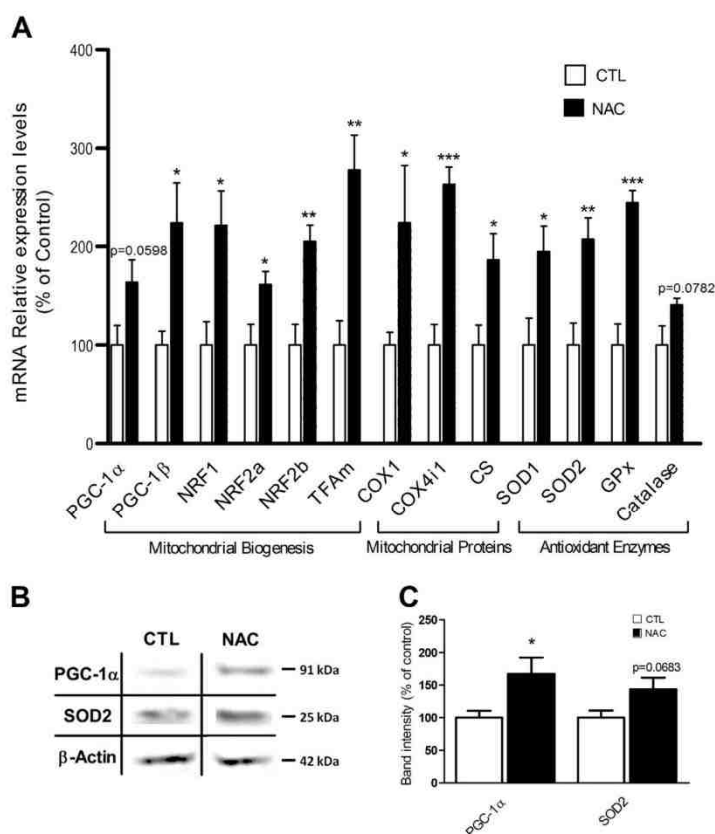 A
400
300
200
100
0
mRNA Relative expression levels
(% of Control)
CTL
NAC
p=0.0598
*
*
*
**
**
*
***
*
*
**
***
p=0.0782
PGC-1α
PGC-1β
NRF1
NRF2a
NRF2b
TFAm
COX1
COX4i1
CS
SOD1
SOD2
GPx
Catalase
Mitochondrial Biogenesis
Mitochondrial Proteins
Antioxidant Enzymes
B
CTL NAC
PGC-1α 91 kDa
SOD2 25 kDa
β-Actin 42 kDa
C
250
200
150
100
50
0
Band intensity (% of control)
CTL
NAC
*
p=0.0683
PGC-1α
SOD2